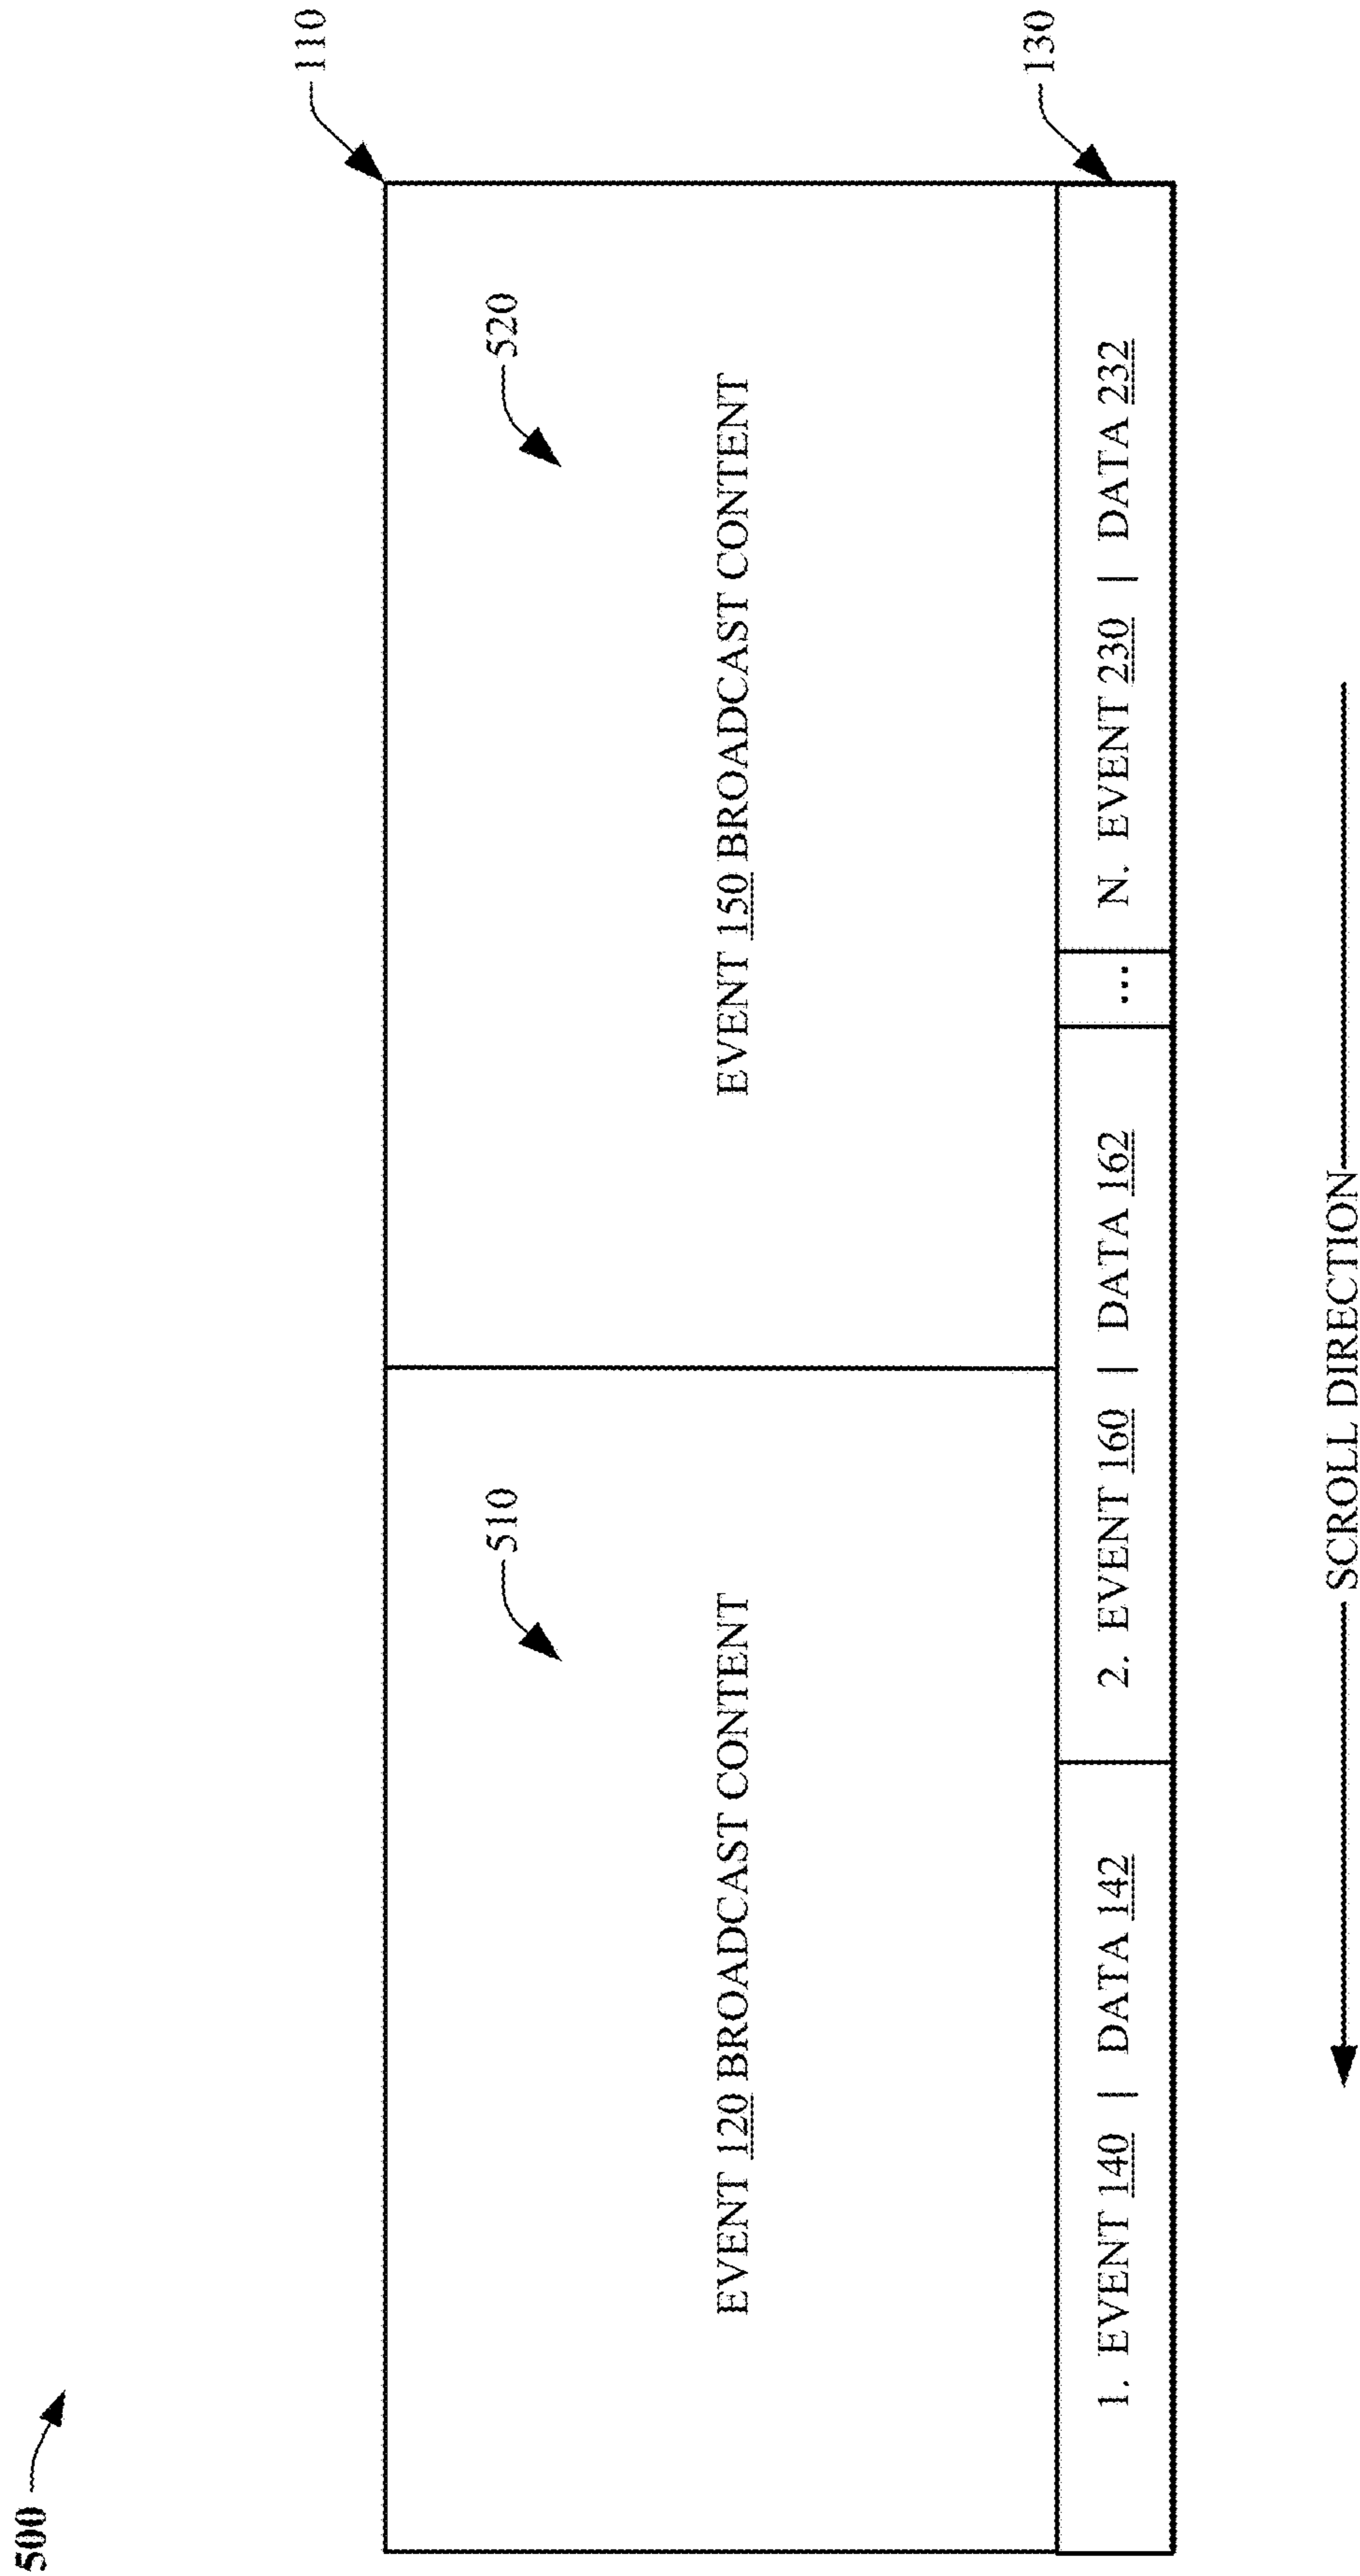 500
110
510
520
EVENT 120 BROADCAST CONTENT
EVENT 150 BROADCAST CONTENT
130
1. EVENT 140 | DATA 142
2. EVENT 160 | DATA 162
...
N. EVENT 230 | DATA 232
SCROLL DIRECTION